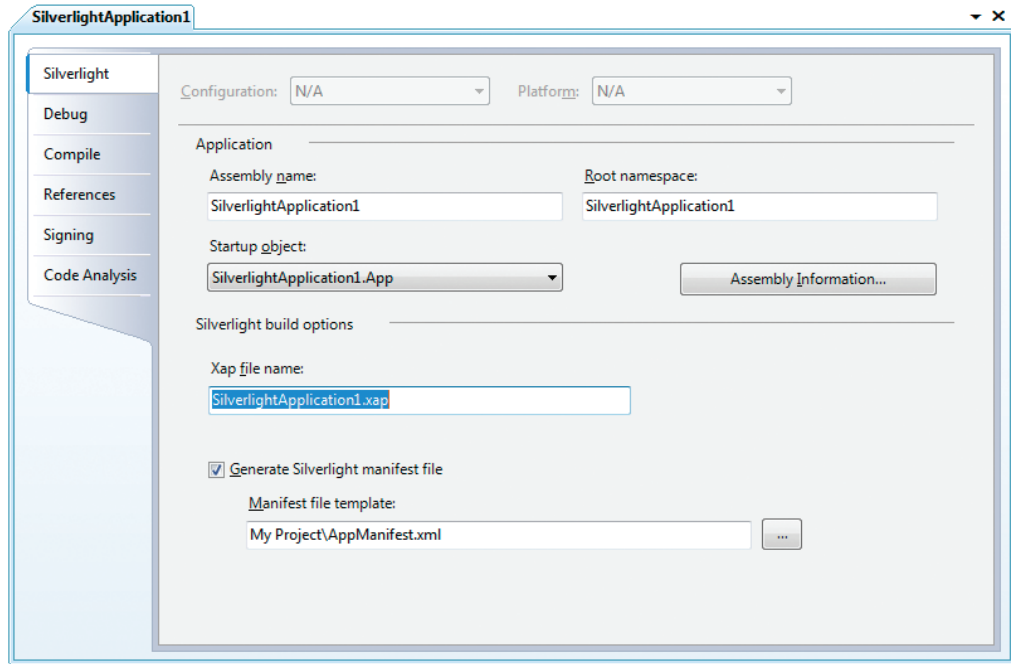 SilverlightApplication1
Silverlight
Debug
Compile
References
Signing
Code Analysis
Configuration: N/A Platform: N/A
Application
Assembly name: Root namespace:
SilverlightApplication1 SilverlightApplication1
Startup object:
SilverlightApplication1.App Assembly Information...
Silverlight build options
Xap file name:
SilverlightApplication1.xap
Generate Silverlight manifest file
Manifest file template:
My Project\AppManifest.xml ...